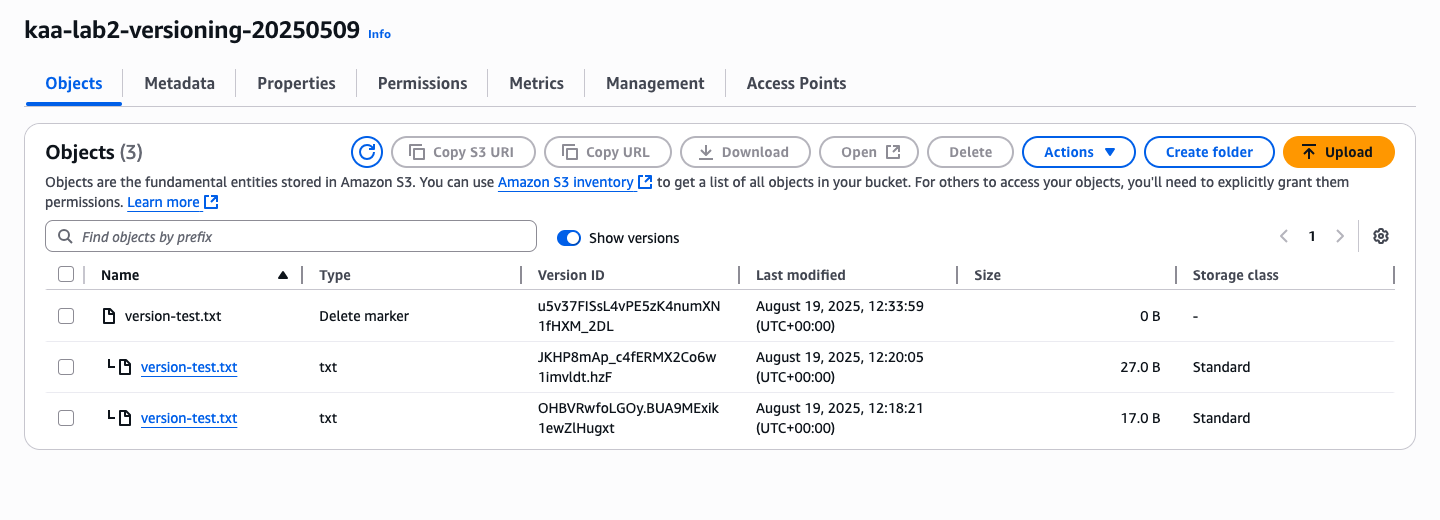 kaa-lab2-versioning-20250509 Info
Objects Metadata Properties Permissions Metrics Management Access Points
Objects (3) Copy S3 URI Copy URL Download Open Delete Actions Create folder Upload
Objects are the fundamental entities stored in Amazon S3. You can use Amazon S3 inventory to get a list of all objects in your bucket. For others to access your objects, you'll need to explicitly grant them
permissions. Learn more
Find objects by prefix Show versions 1
Name Type Version ID Last modified Size Storage class
version-test.txt Delete marker u5v37FISsL4vPE5zK4numXN August 19, 2025, 12:33:59 0 B -
1fHXM_2DL (UTC+00:00)
version-test.txt txt JKHP8mAp_c4fERMX2Co6w August 19, 2025, 12:20:05 27.0 B Standard
1imvldt.hzF (UTC+00:00)
version-test.txt txt OHBVRwfoLGOy.BUA9MExik August 19, 2025, 12:18:21 17.0 B Standard
1ewZlHugxt (UTC+00:00)